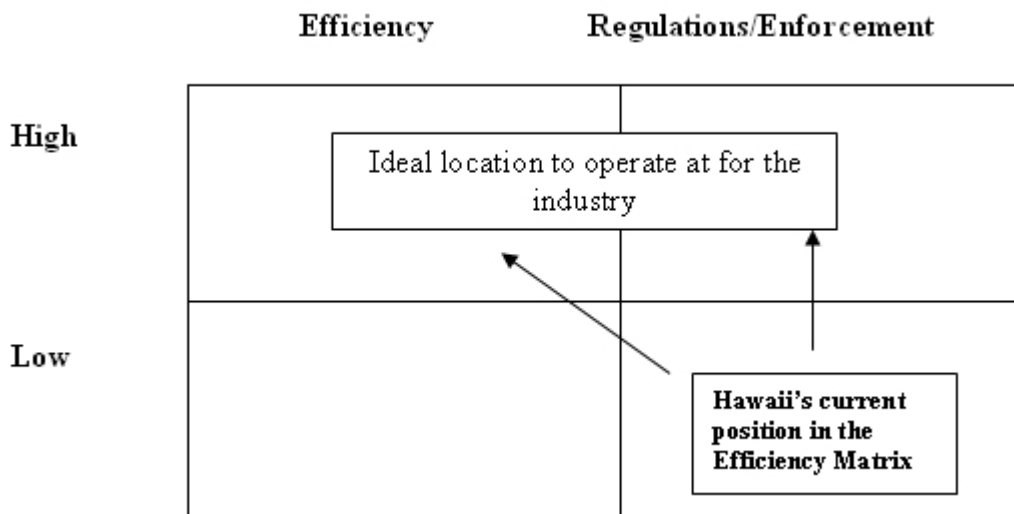 Efficiency Regulations/Enforcement
High
Ideal location to operate at for the
industry
Low
Hawaii's current
position in the
Efficiency Matrix